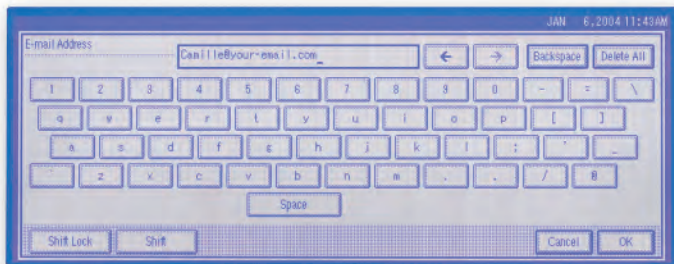 JAN 6,2004 11:43AM
E-mail Address
Camille@your-email.com_
← → Backspace Delete All
1 2 3 4 5 6 7 8 9 0 - = \
q w e r t y u i o p [ ]
a s d f g h j k l ; ' _
z x c v b n m , . / @
Space
Shift Lock Shift Cancel OK